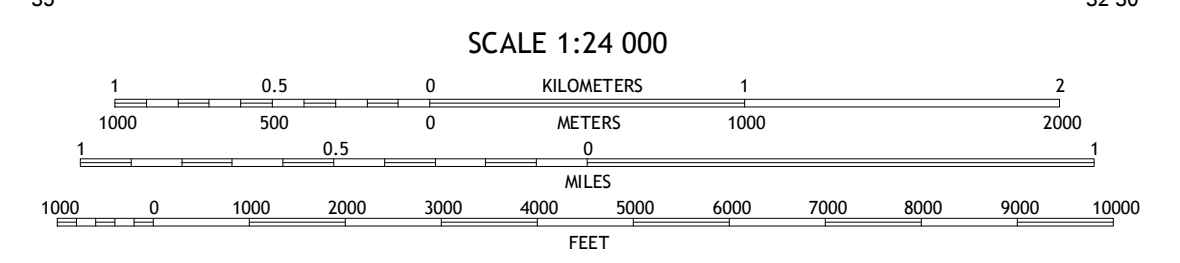 SCALE 1:24 000
1 0.5 0 KILOMETERS 1 2
1000 500 0 METERS 1000 2000
1 0.5 0 1
MILES
1000 0 1000 2000 3000 4000 5000 6000 7000 8000 9000 10000
FEET